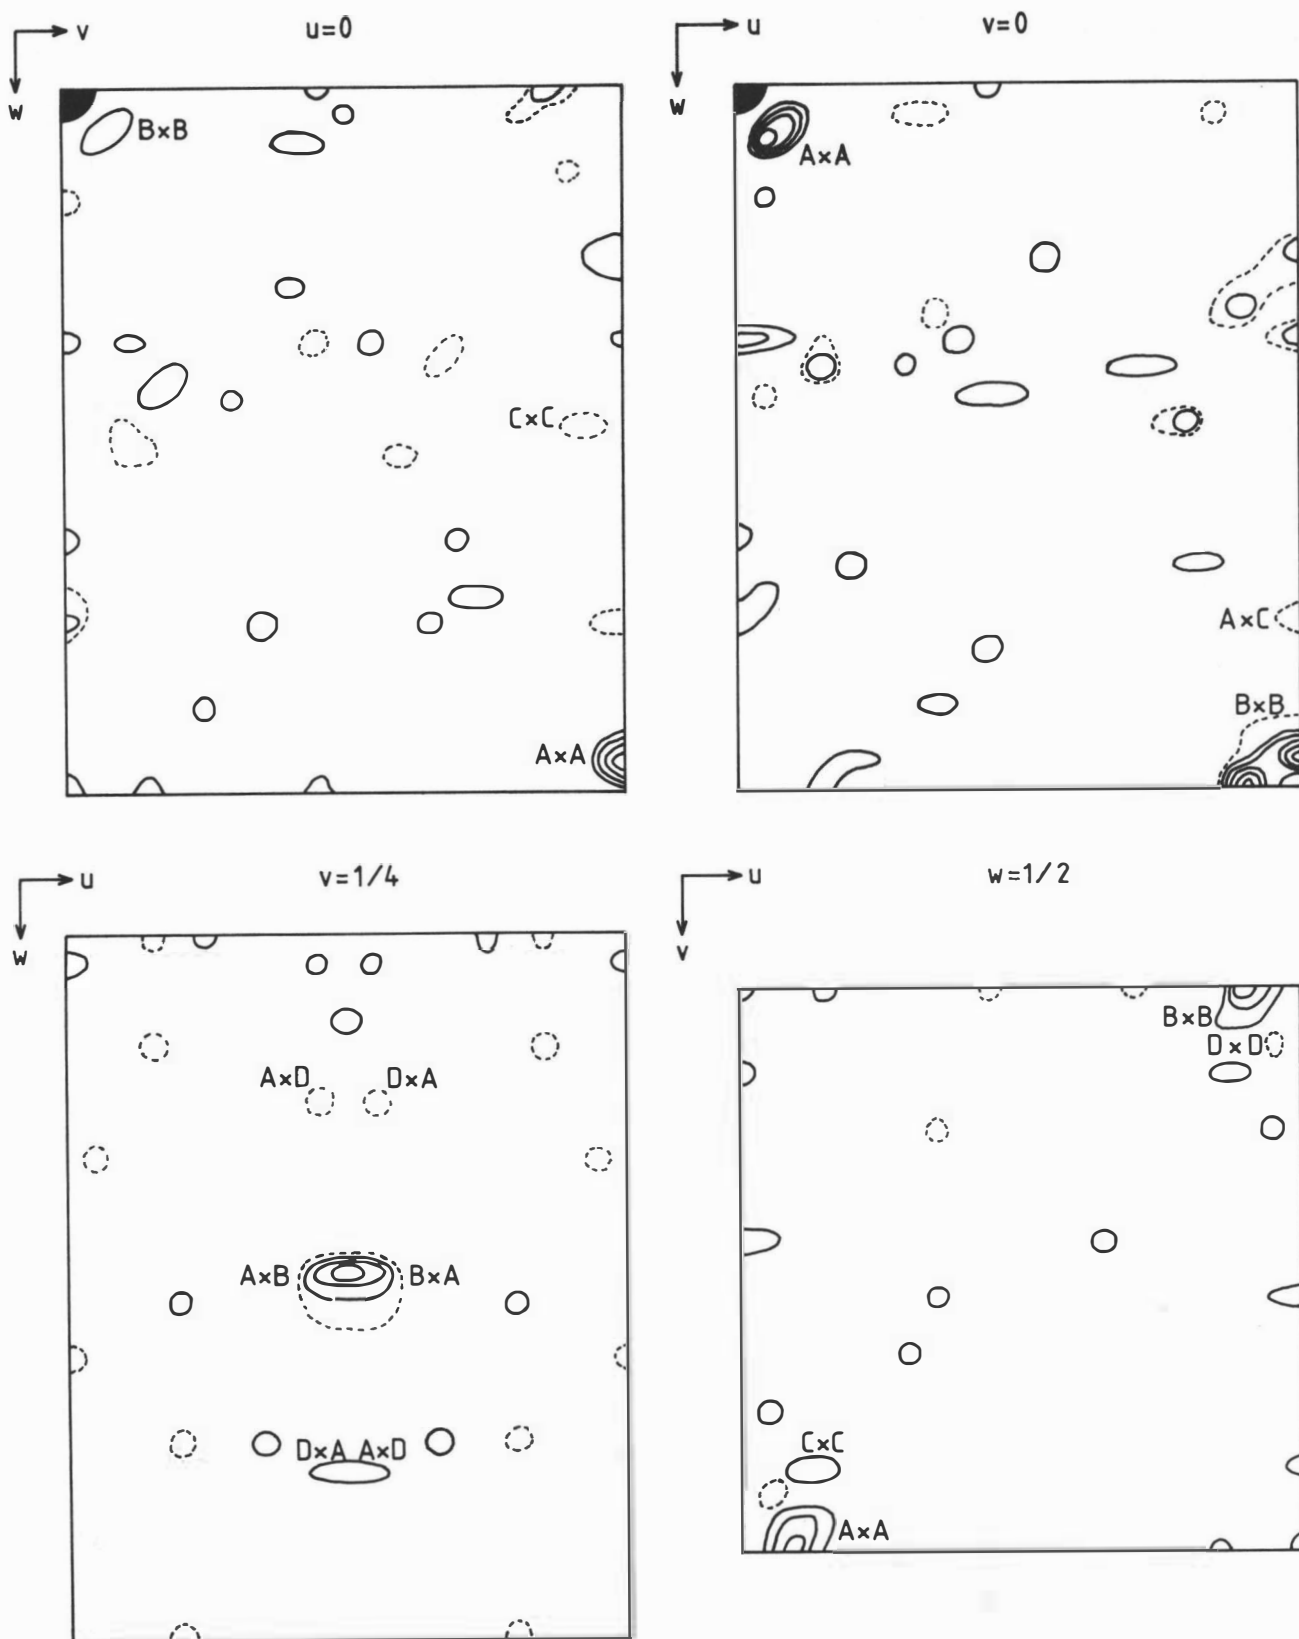 v u=0
w
B×B
C×C
A×A
u v=0
w
A×A
A×C
B×B
u v=1/4
w
A×D D×A
A×B B×A
D×A A×D
u w=1/2
v
B×B
D×D
C×C
A×A